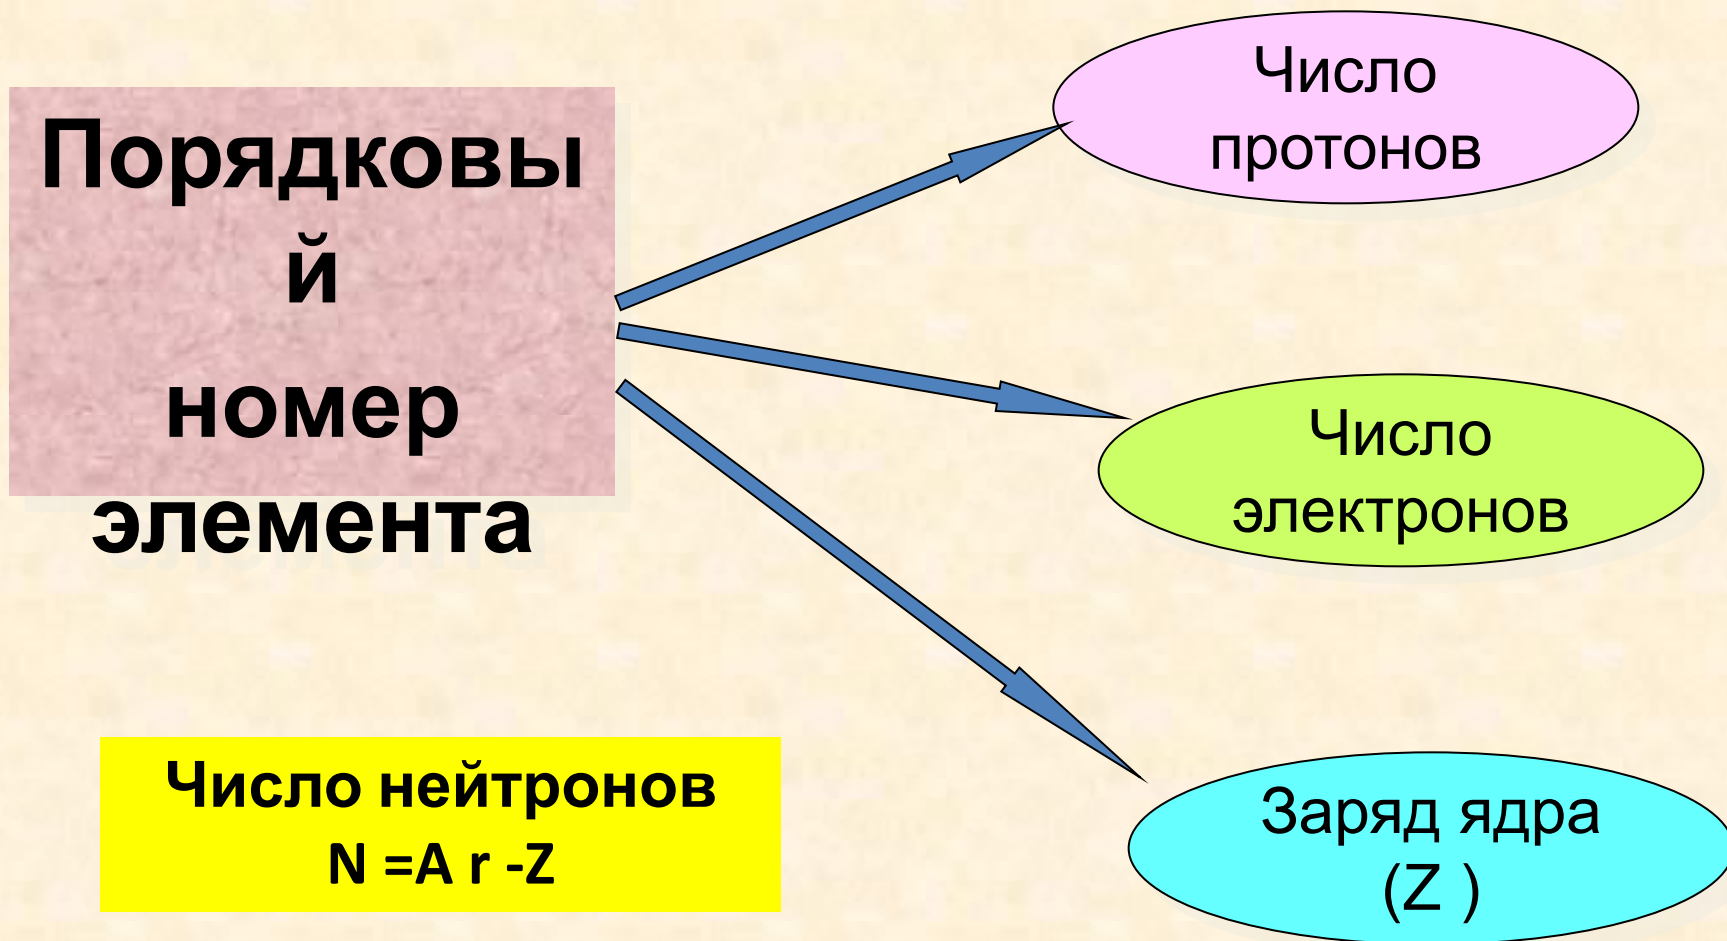 Порядковы
й
номер
элемента
Число
протонов
Число
электронов
Заряд ядра
(Z )
Число нейтронов
N =A r -Z